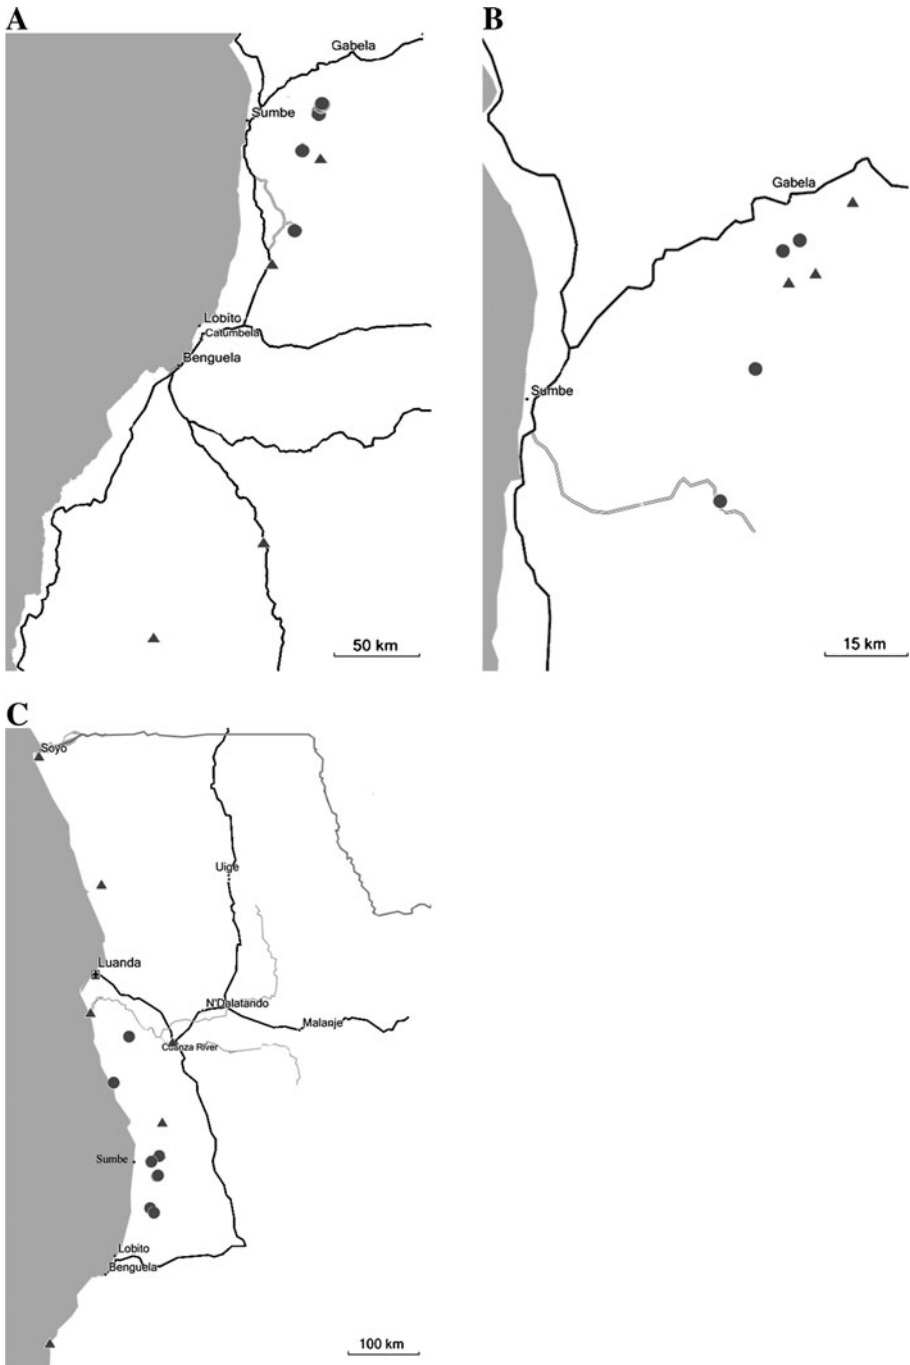 A
Gabela
Sumbe
Lobito
Catumbela
Benguela
50 km
B
Gabela
Sumbe
15 km
C
Soyo
Uige
Luanda
N'Dalatando
Malanje
Cuanza River
Sumbe
Lobito
Benguela
100 km